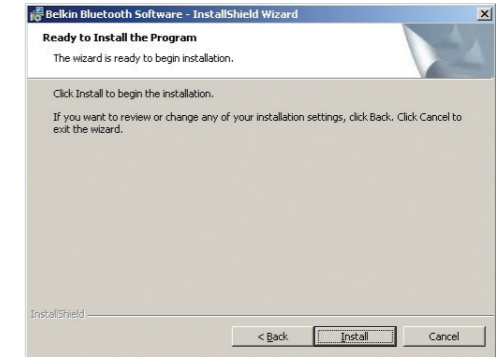 Belkin Bluetooth Software - InstallShield Wizard
Ready to Install the Program
The wizard is ready to begin installation.
Click Install to begin the installation.
If you want to review or change any of your installation settings, click Back. Click Cancel to
exit the wizard.
InstallShield
< Back
Install
Cancel